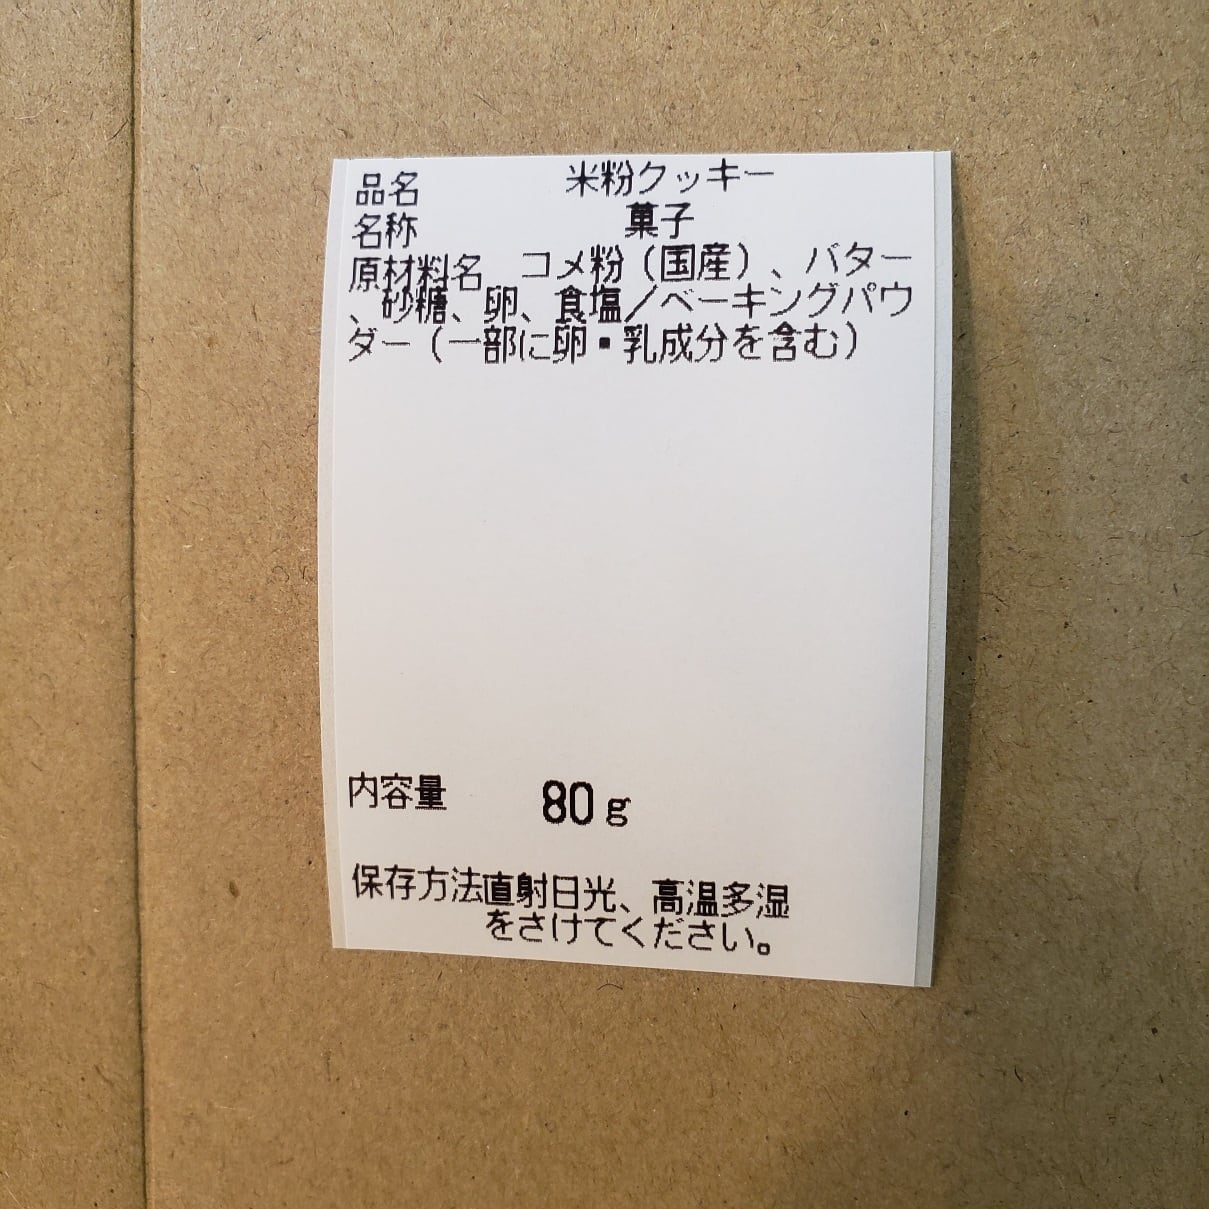 品名 米粉クッキー
名称 菓子
原材料名 コメ粉（国産）、バター
、砂糖、卵、食塩／ベーキングパウ
ダー（一部に卵・乳成分を含む）
内容量 80g
保存方法直射日光、高温多湿
をさけてください。